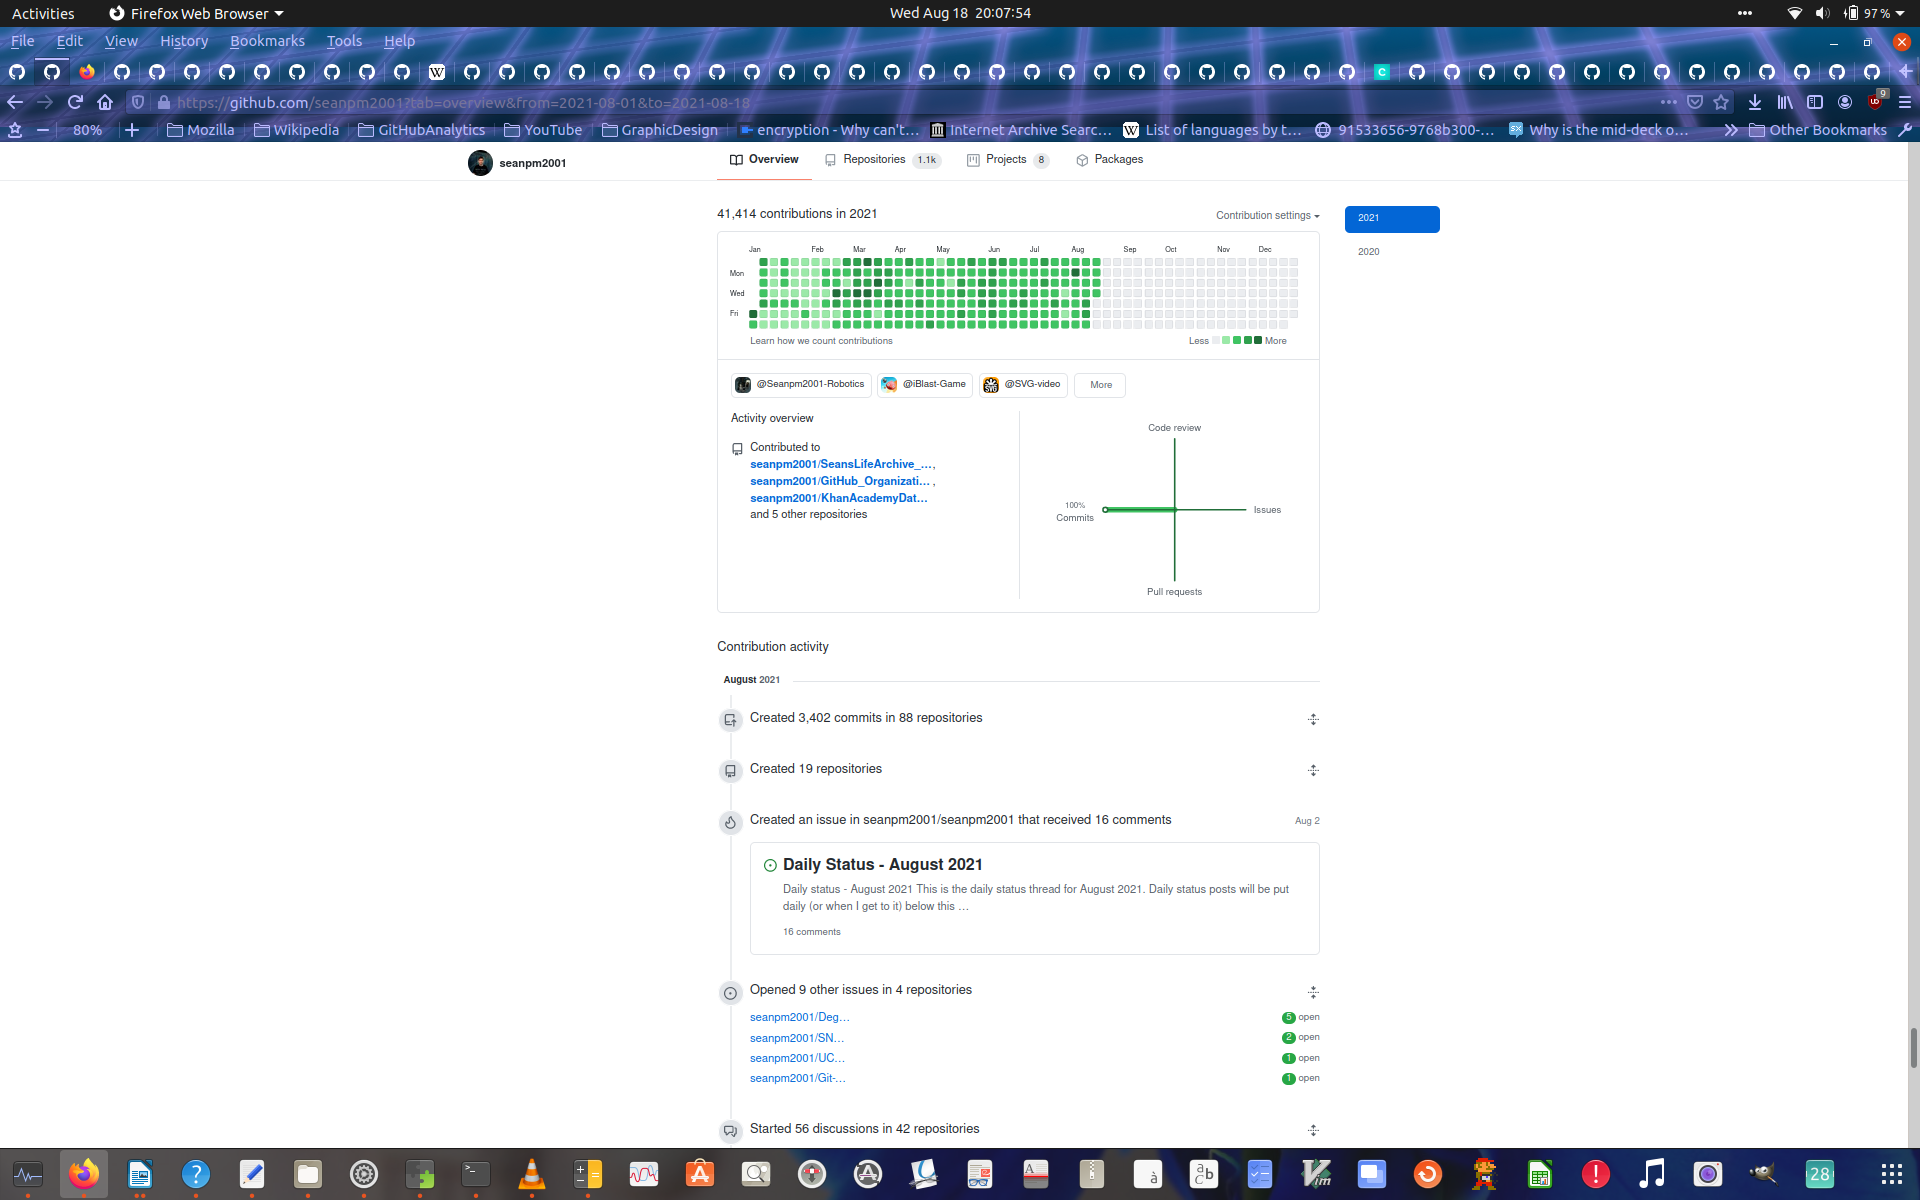 Activities Firefox Web Browser Wed Aug 18 20:07:54 97 %
File Edit View History Bookmarks Tools Help
https://github.com/seanpm2001?tab=overview&from=2021-08-01&to=2021-08-18 9
80% Mozilla Wikipedia GitHubAnalytics YouTube GraphicDesign encryption - Why can't… Internet Archive Searc… List of languages by t… 91533656-9768b300-… Why is the mid-deck o… Other Bookmarks
seanpm2001 Overview Repositories 1.1k Projects 8 Packages
41,414 contributions in 2021 Contribution settings 2021
2020
Jan Feb Mar Apr May Jun Jul Aug Sep Oct Nov Dec
Mon
Wed
Fri
Learn how we count contributions Less More
@Seanpm2001-Robotics @iBlast-Game @SVG-video More
Activity overview
Contributed to
seanpm2001/SeansLifeArchive_…,
seanpm2001/GitHub_Organizati… ,
seanpm2001/KhanAcademyDat…
and 5 other repositories
Code review
100%
Commits
Issues
Pull requests
Contribution activity
August 2021
Created 3,402 commits in 88 repositories
Created 19 repositories
Created an issue in seanpm2001/seanpm2001 that received 16 comments Aug 2
Daily Status - August 2021
Daily status - August 2021 This is the daily status thread for August 2021. Daily status posts will be put
daily (or when I get to it) below this …
16 comments
Opened 9 other issues in 4 repositories
seanpm2001/Deg… 5 open
seanpm2001/SN… 2 open
seanpm2001/UC… 1 open
seanpm2001/Git-… 1 open
Started 56 discussions in 42 repositories
28